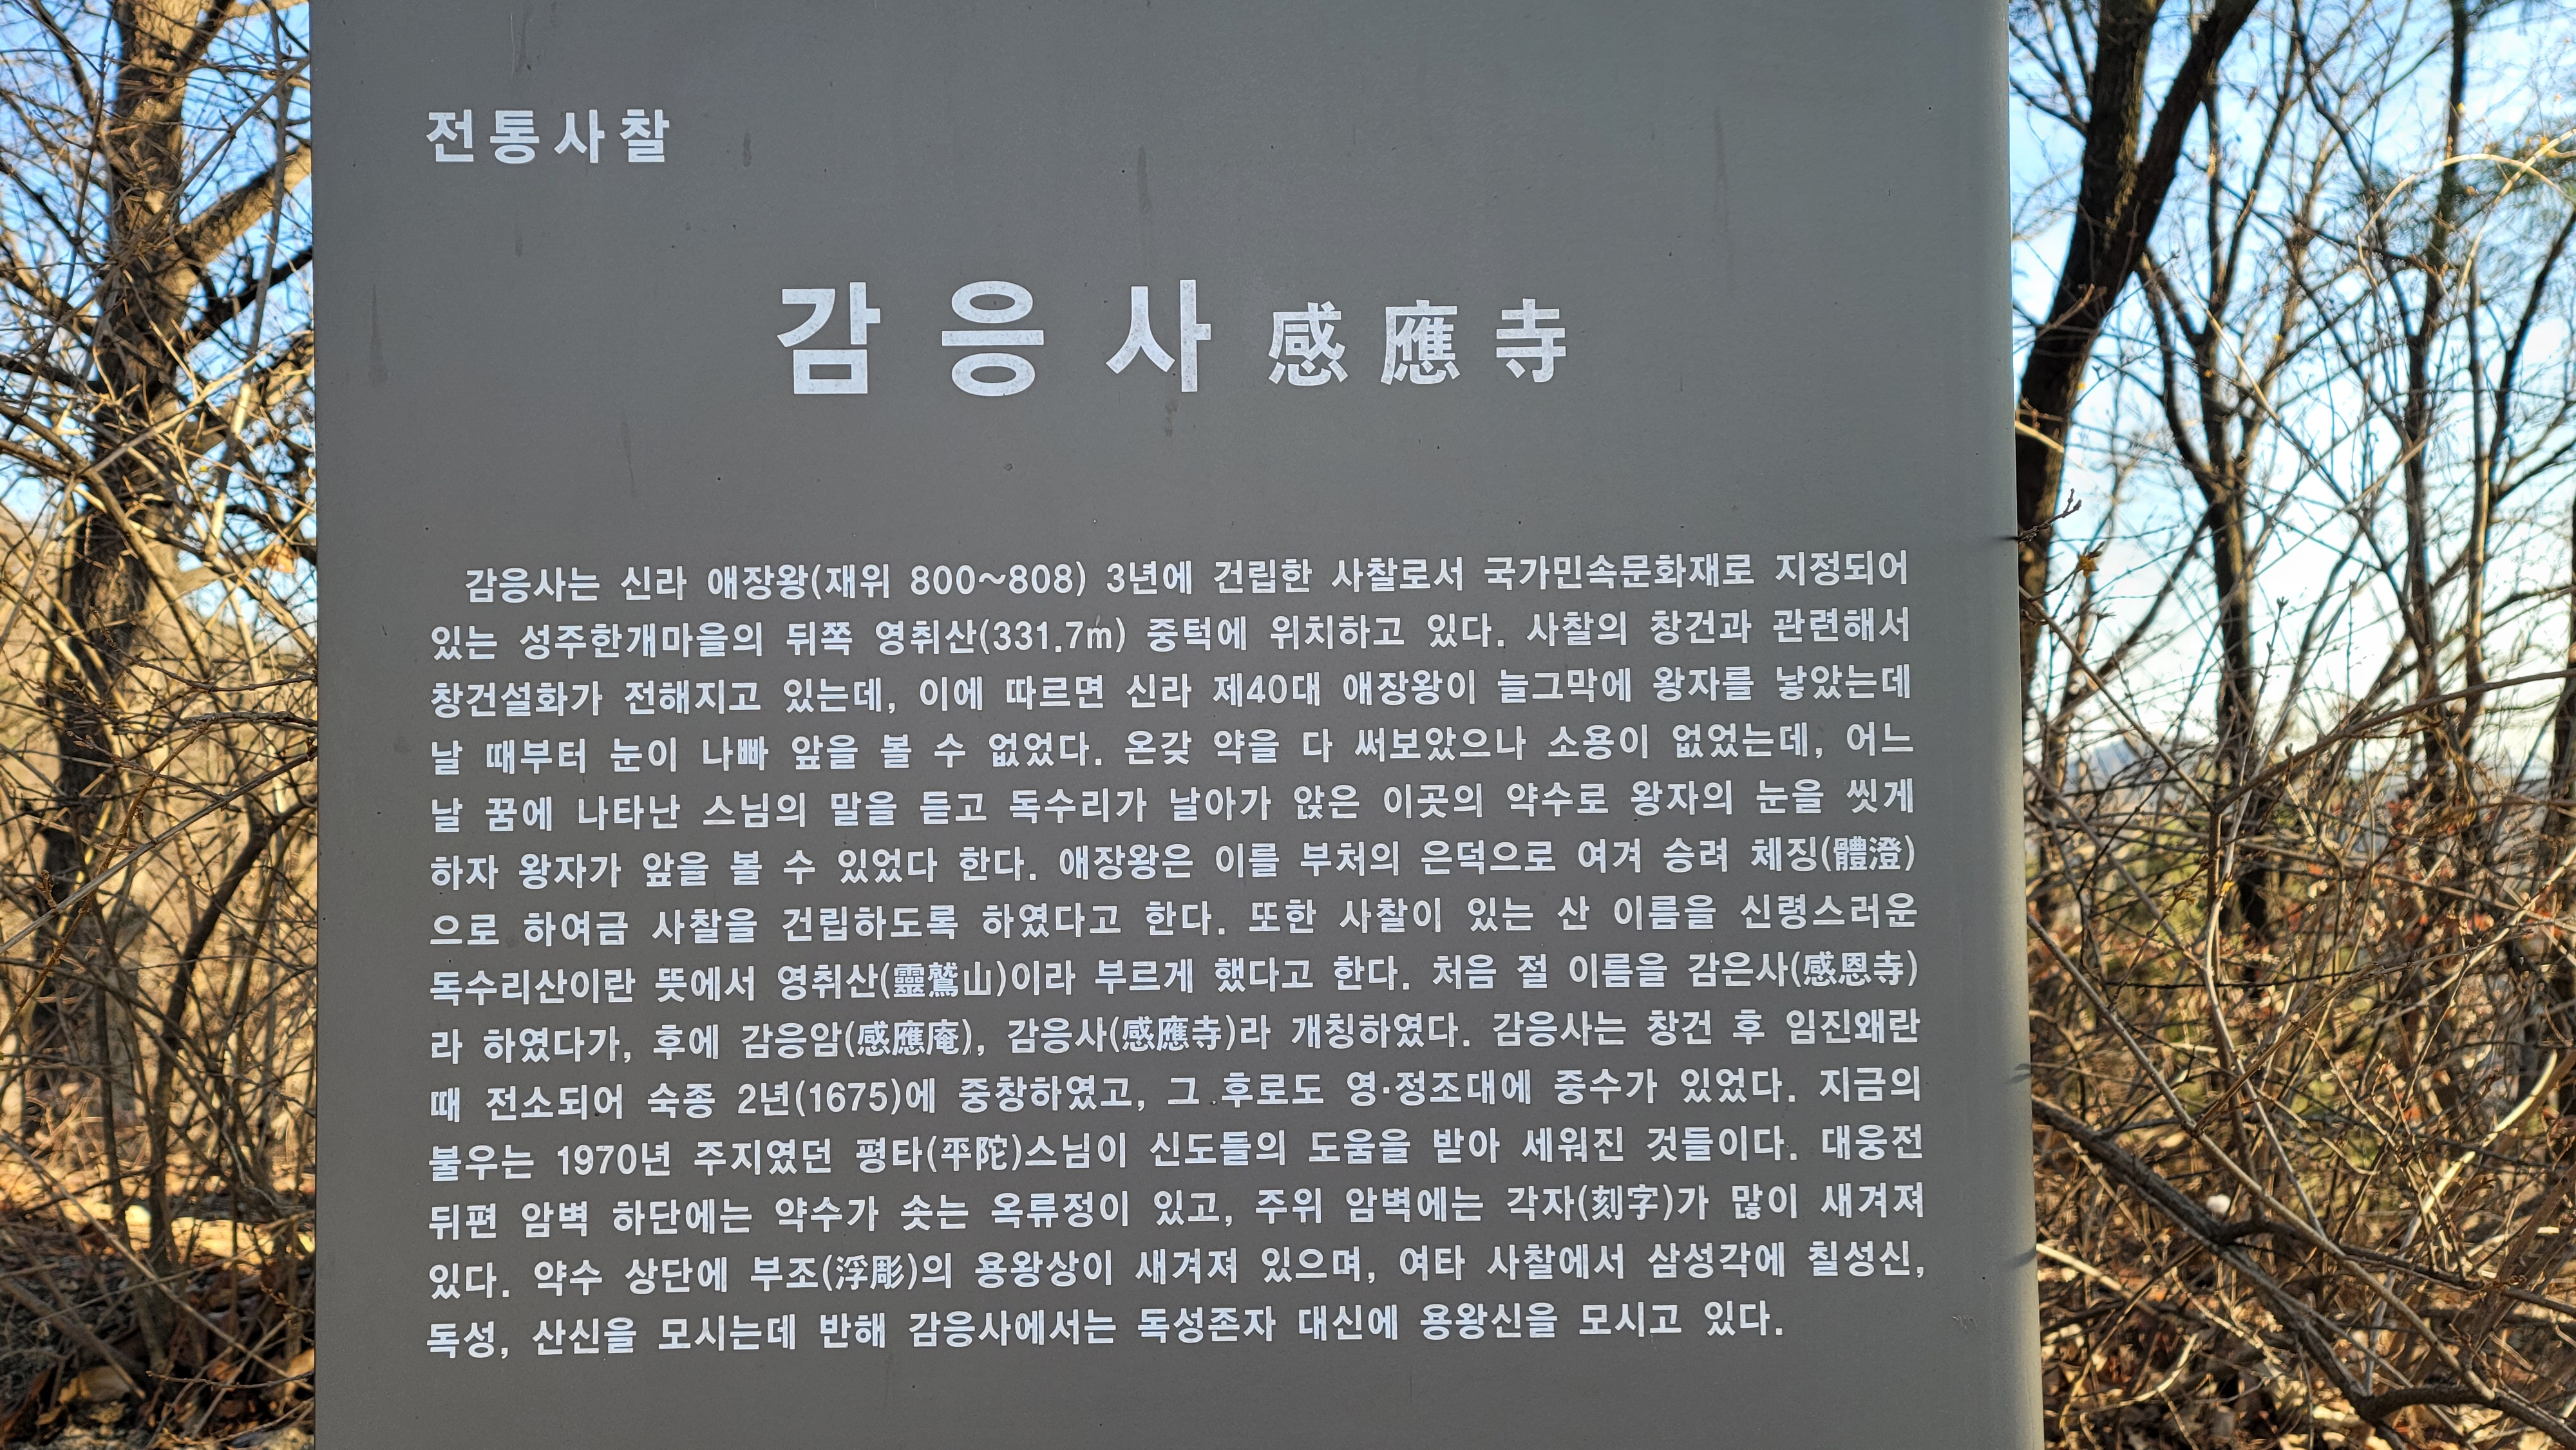 전통사찰
감응사 感應寺
감응사는 신라 애장왕(재위 800~808) 3년에 건립한 사찰로서 국가민속문화재로 지정되어
있는 성주한개마을의 뒤쪽 영취산(331.7m) 중턱에 위치하고 있다. 사찰의 창건과 관련해서
창건설화가 전해지고 있는데, 이에 따르면 신라 제40대 애장왕이 늘그막에 왕자를 낳았는데
날 때부터 눈이 나빠 앞을 볼 수 없었다. 온갖 약을 다 써보았으나 소용이 없었는데, 어느
날 꿈에 나타난 스님의 말을 듣고 독수리가 날아가 앉은 이곳의 약수로 왕자의 눈을 씻게
하자 왕자가 앞을 볼 수 있었다 한다. 애장왕은 이를 부처의 은덕으로 여겨 승려 체징(體澄)
으로 하여금 사찰을 건립하도록 하였다고 한다. 또한 사찰이 있는 산 이름을 신령스러운
독수리산이란 뜻에서 영취산(靈鷲山)이라 부르게 했다고 한다. 처음 절 이름을 감은사(感恩寺)
라 하였다가, 후에 감응암(感應庵), 감응사(感應寺)라 개칭하였다. 감응사는 창건 후 임진왜란
때 전소되어 숙종 2년(1675)에 중창하였고, 그 후로도 영·정조대에 중수가 있었다. 지금의
불우는 1970년 주지였던 평타(平陀)스님이 신도들의 도움을 받아 세워진 것들이다. 대웅전
뒤편 암벽 하단에는 약수가 솟는 옥류정이 있고, 주위 암벽에는 각자(刻字)가 많이 새겨져
있다. 약수 상단에 부조(浮彫)의 용왕상이 새겨져 있으며, 여타 사찰에서 삼성각에 칠성신,
독성, 산신을 모시는데 반해 감응사에서는 독성존자 대신에 용왕신을 모시고 있다.